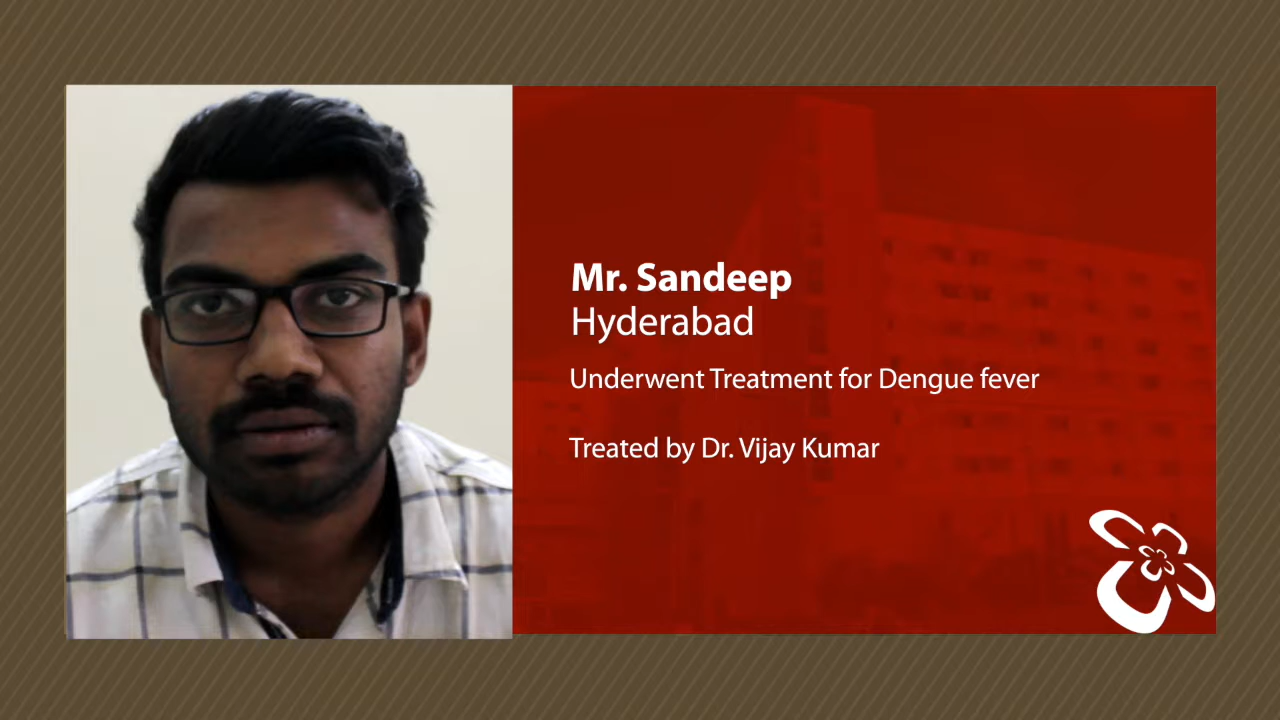 Mr. Sandeep
Hyderabad
Underwent Treatment for Dengue fever
Treated by Dr. Vijay Kumar